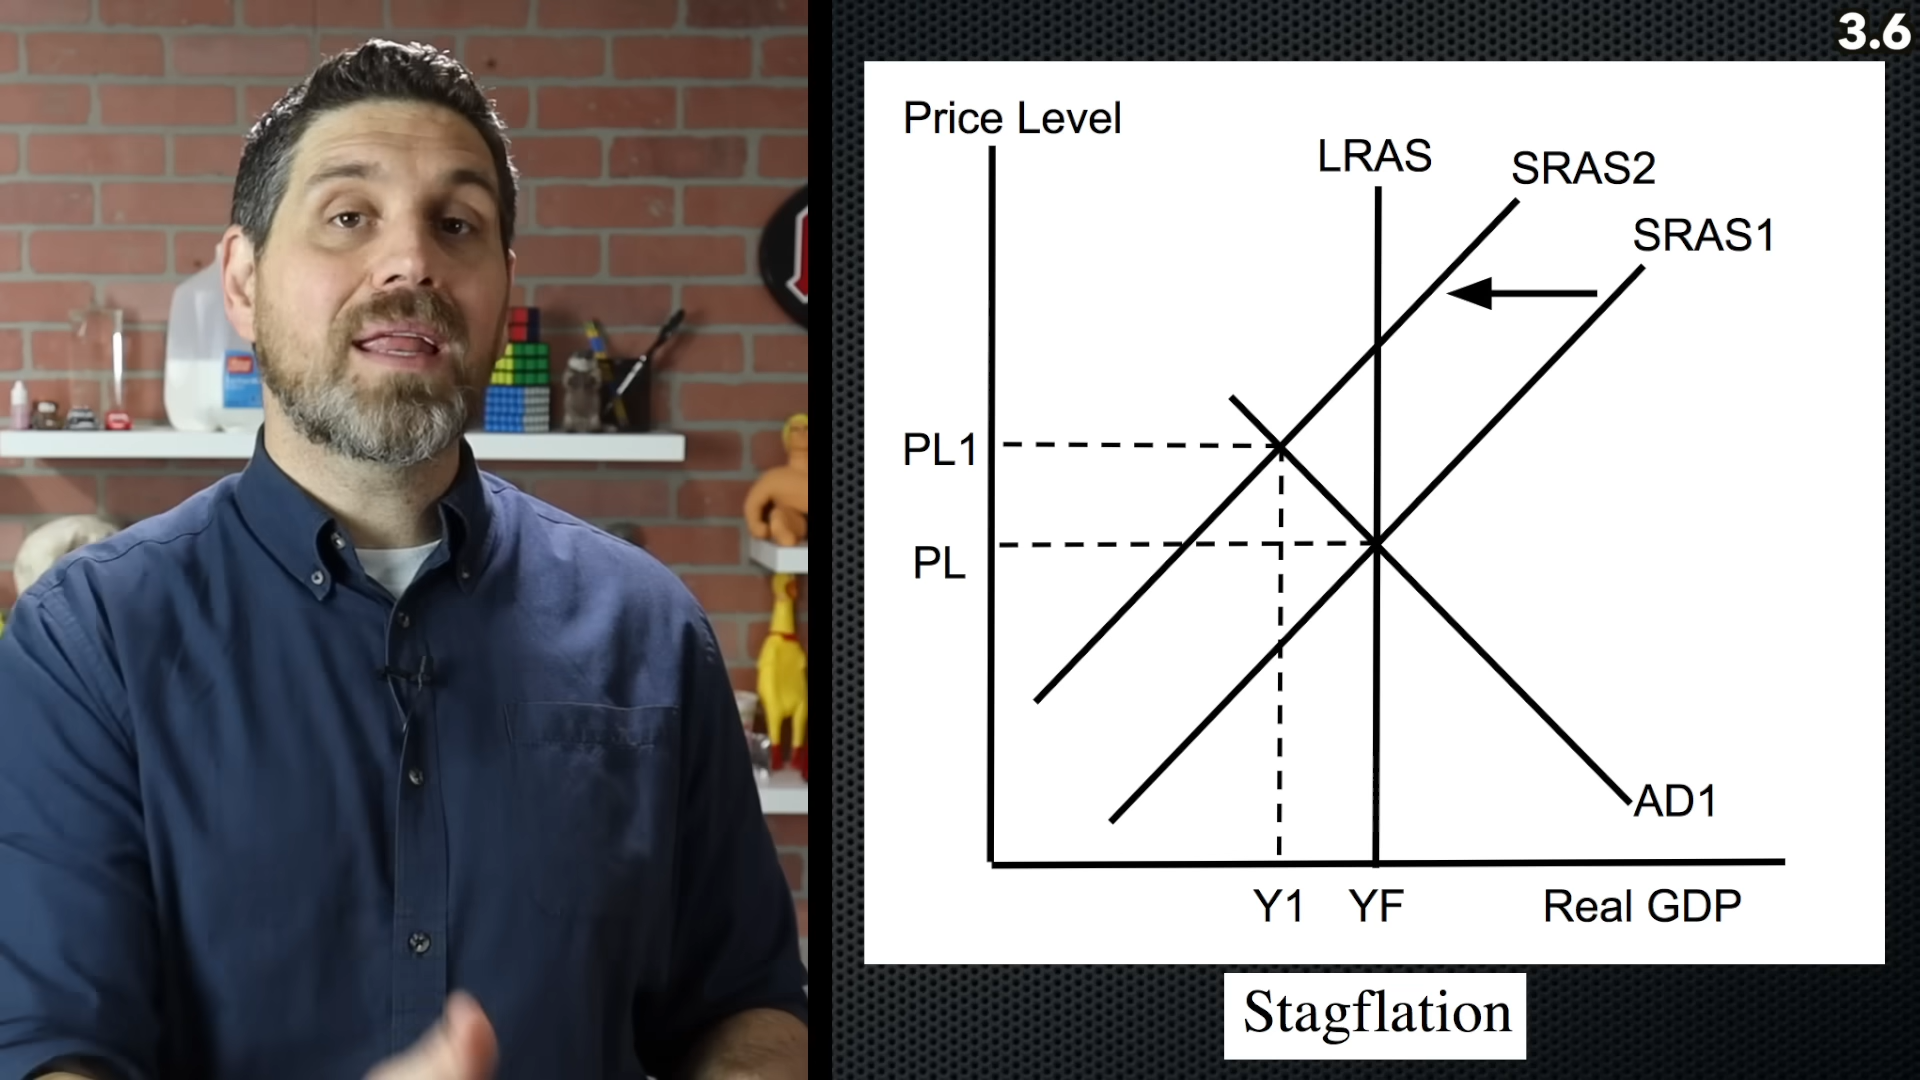 3.6
Price Level
LRAS
SRAS2
SRAS1
PL1
PL
AD1
Y1
YF
Real GDP
Stagflation